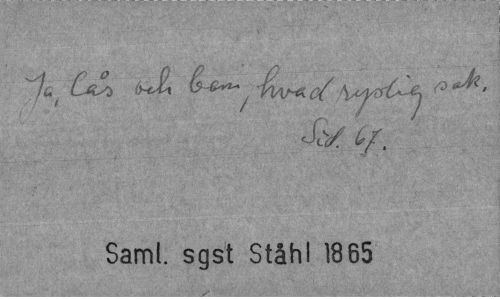 Ja, lås och bom, hvad ryslig sak.
Sid. 67.
Saml. sgst Ståhl 1865